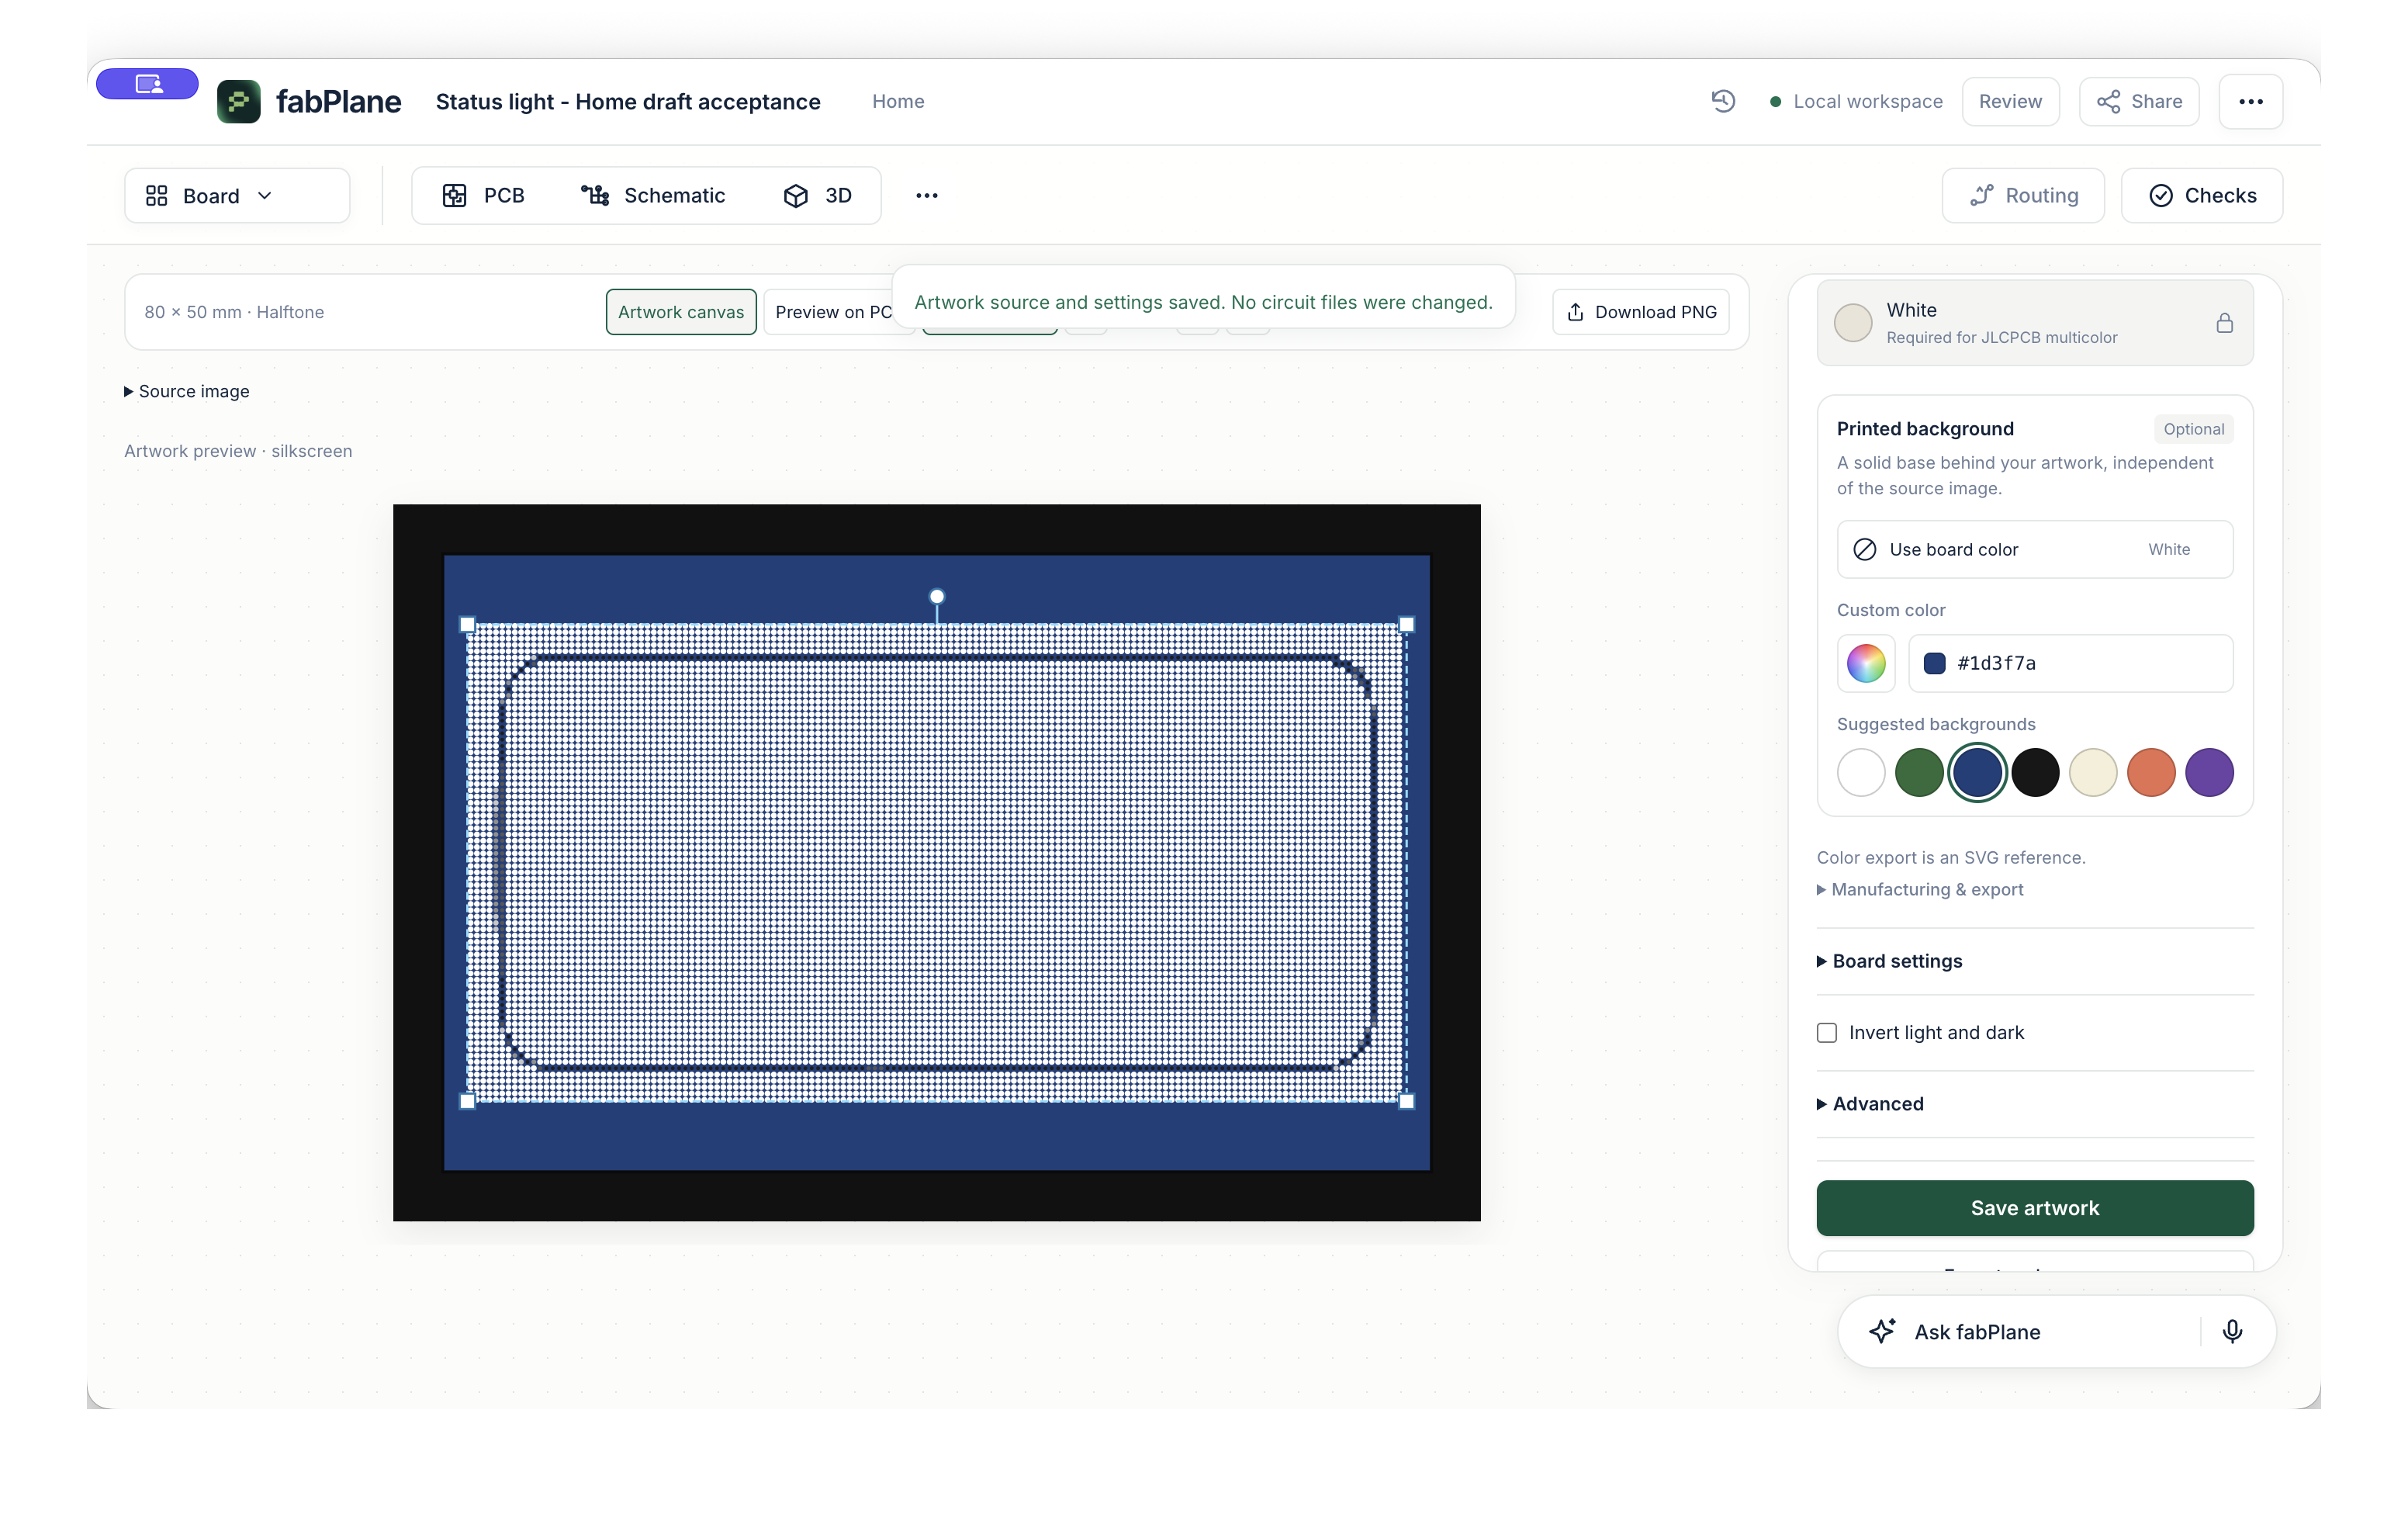 fabPlane
Status light - Home draft acceptance
Home
Local workspace
Review
Share
Board
PCB
Schematic
3D
Routing
Checks
80 × 50 mm · Halftone
Artwork canvas
Preview on PC
Artwork source and settings saved. No circuit files were changed.
Download PNG
Source image
Artwork preview · silkscreen
White
Required for JLCPCB multicolor
Printed background
Optional
A solid base behind your artwork, independent
of the source image.
Use board color
White
Custom color
#1d3f7a
Suggested backgrounds
Color export is an SVG reference.
Manufacturing & export
Board settings
Invert light and dark
Advanced
Save artwork
Ask fabPlane